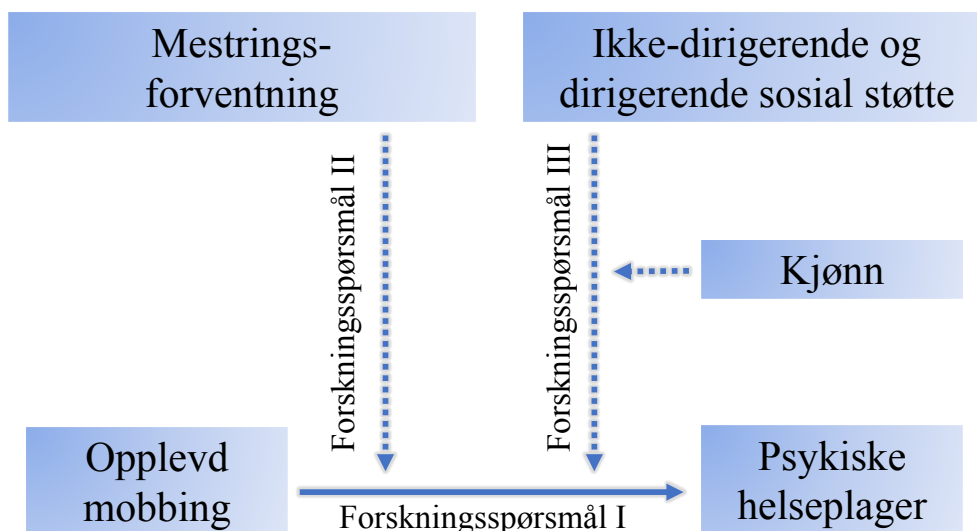 Mestrings-
forventning
Ikke-dirigerende og
dirigerende sosial støtte
Forskningsspørsmål II
Forskningsspørsmål III
Kjønn
Opplevd
mobbing
Psykiske
helseplager
Forskningsspørsmål I